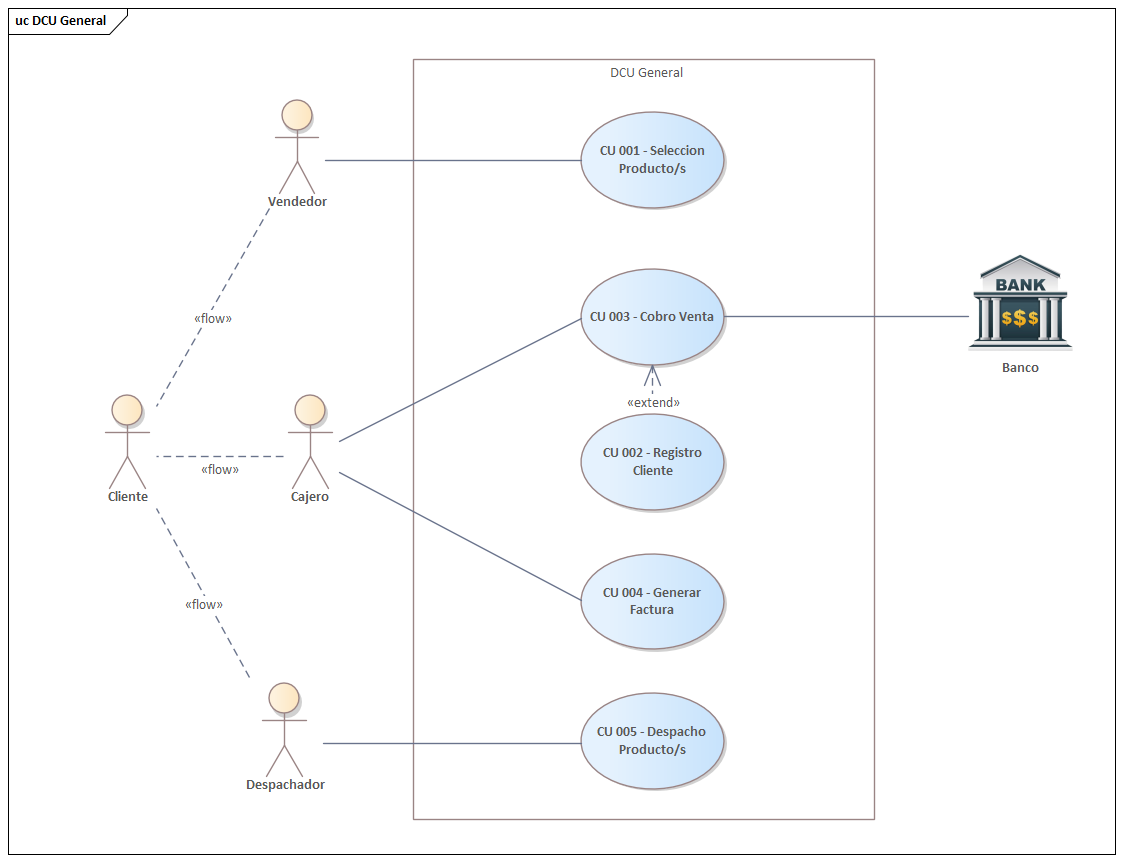 uc DCU General
DCU General
Vendedor
CU 001 - Seleccion
Producto/s
«flow»
CU 003 - Cobro Venta
BANK
$$$
Banco
«extend»
Cliente
«flow»
Cajero
CU 002 - Registro
Cliente
«flow»
CU 004 - Generar
Factura
Despachador
CU 005 - Despacho
Producto/s